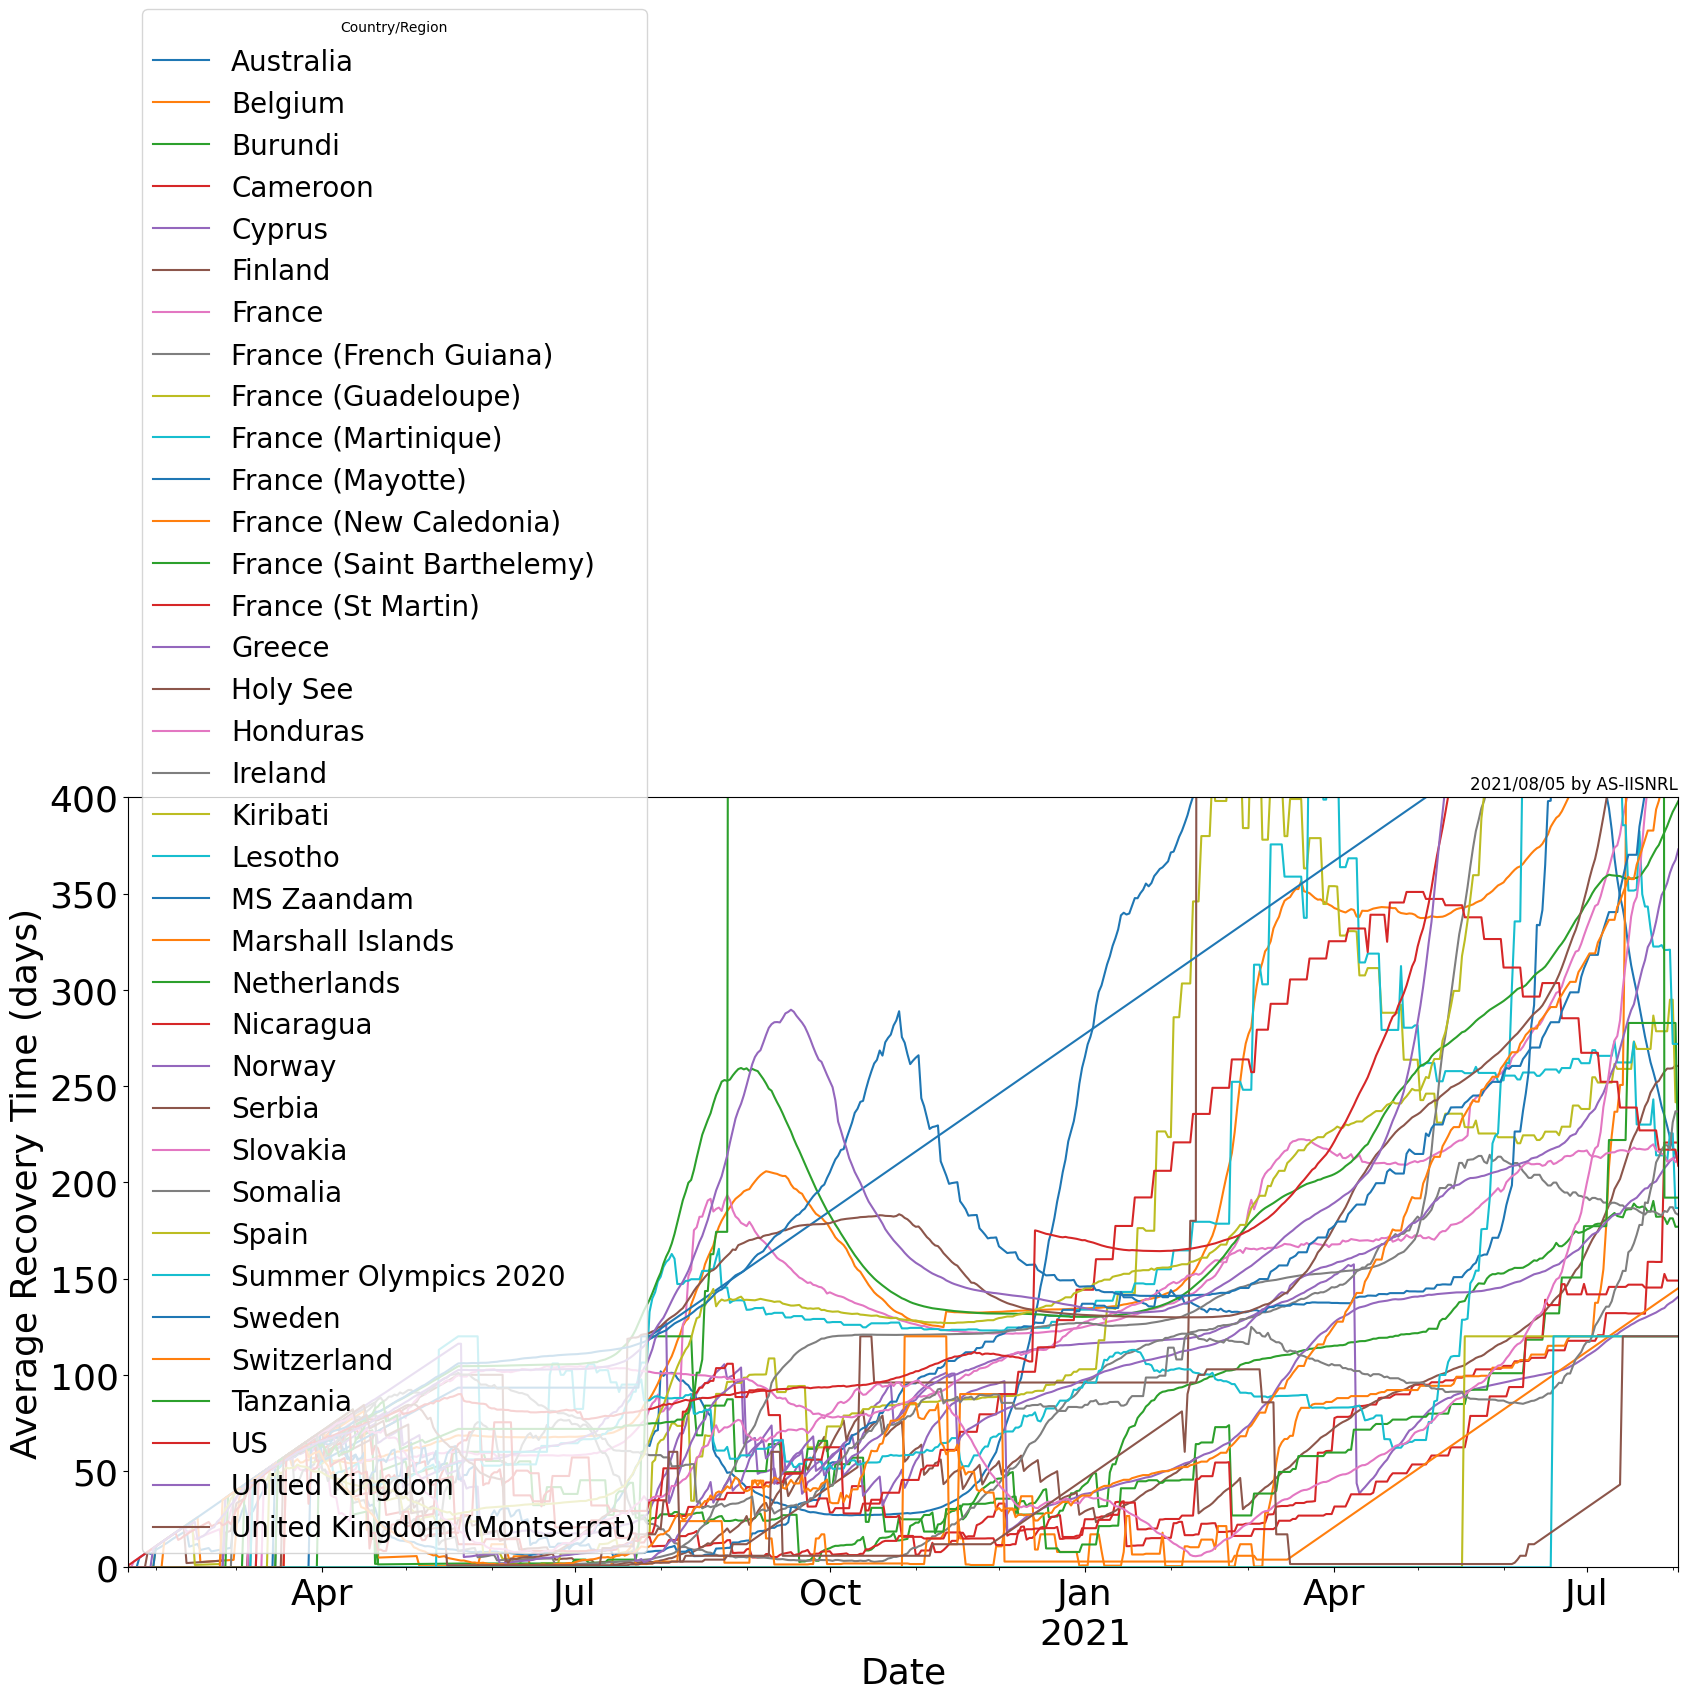 Country/Region
Australia
Belgium
Burundi
Cameroon
Cyprus
Finland
France
France (French Guiana)
France (Guadeloupe)
France (Martinique)
France (Mayotte)
France (New Caledonia)
France (Saint Barthelemy)
France (St Martin)
Greece
Holy See
Honduras
Ireland
Kiribati
Lesotho
MS Zaandam
Marshall Islands
Netherlands
Nicaragua
Norway
Serbia
Slovakia
Somalia
Spain
Summer Olympics 2020
Sweden
Switzerland
Tanzania
US
United Kingdom
United Kingdom (Montserrat)
2021/08/05 by AS-IISNRL
Average Recovery Time (days)
400
350
300
250
200
150
100
50
0
Apr Jul Oct Jan Apr Jul
2021
Date